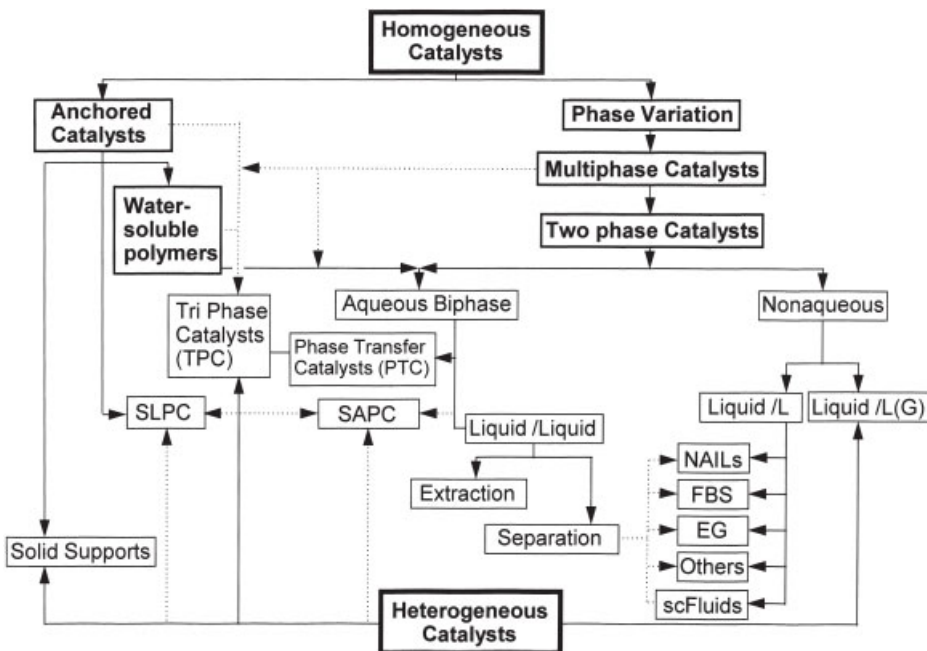 Homogeneous
Catalysts
Anchored
Catalysts
Phase Variation
Multiphase Catalysts
Water-
soluble
polymers
Two phase Catalysts
Aqueous Biphase
Nonaqueous
Tri Phase
Catalysts
(TPC)
Phase Transfer
Catalysts (PTC)
SLPC
SAPC
Liquid /Liquid
Liquid /L
Liquid /L(G)
NAILs
Extraction
FBS
Separation
EG
Solid Supports
Others
scFluids
Heterogeneous
Catalysts